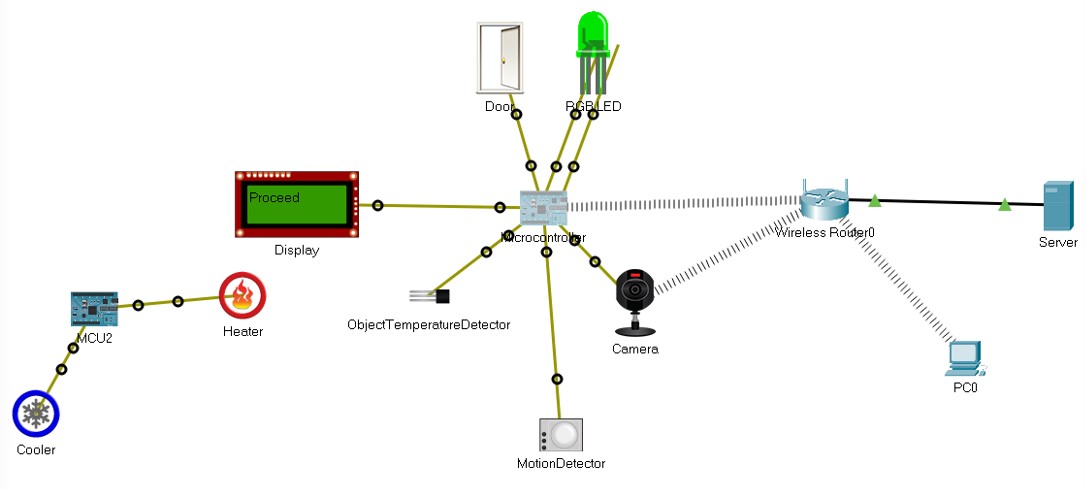 Door
RGB LED
Proceed
Display
Microcontroller
Wireless Router0
Server
Heater
ObjectTemperatureDetector
MCU2
Camera
PC0
Cooler
MotionDetector